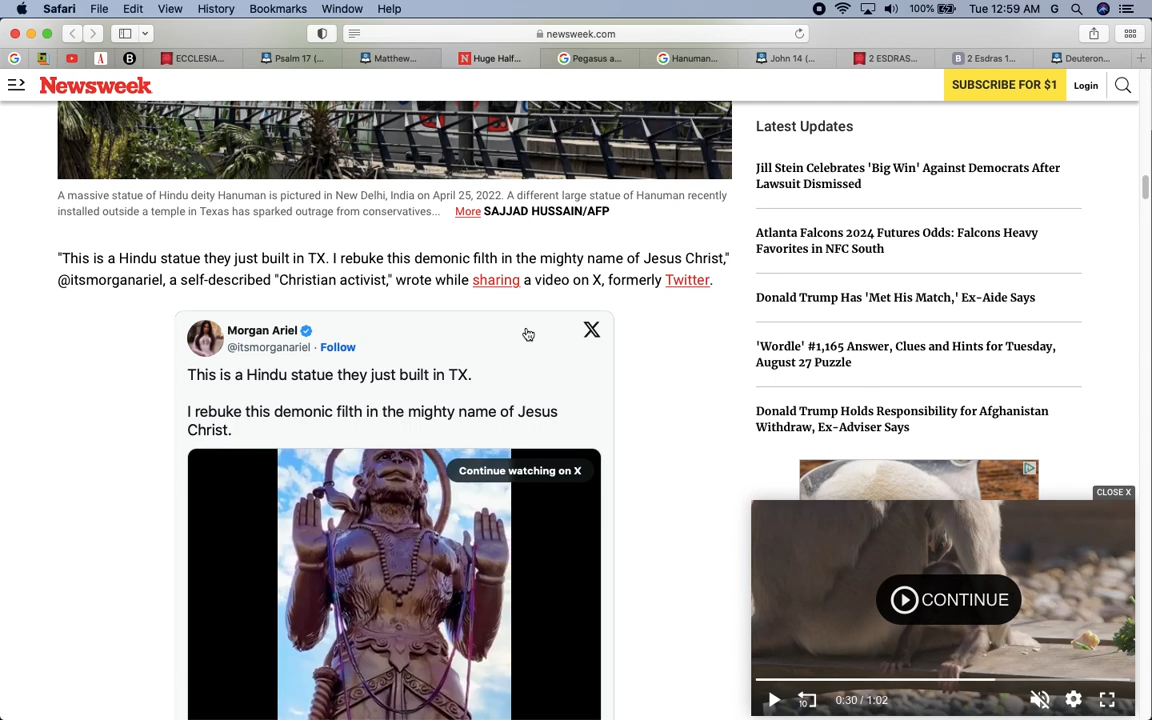 Safari File Edit View History Bookmarks Window Help 100% Tue 12:59 AM G
newsweek.com
A B ECCLESIA... Psalm 17 (... Matthew... N Huge Half... Pegasus a... Hanuman... John 14 (... 2 ESDRAS... B 2 Esdras 1... Deuteron...
Newsweek SUBSCRIBE FOR $1 Login
A massive statue of Hindu deity Hanuman is pictured in New Delhi, India on April 25, 2022. A different large statue of Hanuman recently
installed outside a temple in Texas has sparked outrage from conservatives... More SAJJAD HUSSAIN/AFP
"This is a Hindu statue they just built in TX. I rebuke this demonic filth in the mighty name of Jesus Christ,"
@itsmorganariel, a self-described "Christian activist," wrote while sharing a video on X, formerly Twitter.
Morgan Ariel X
@itsmorganariel · Follow
This is a Hindu statue they just built in TX.
I rebuke this demonic filth in the mighty name of Jesus
Christ.
Continue watching on X
Latest Updates
Jill Stein Celebrates 'Big Win' Against Democrats After
Lawsuit Dismissed
Atlanta Falcons 2024 Futures Odds: Falcons Heavy
Favorites in NFC South
Donald Trump Has 'Met His Match,' Ex-Aide Says
'Wordle' #1,165 Answer, Clues and Hints for Tuesday,
August 27 Puzzle
Donald Trump Holds Responsibility for Afghanistan
Withdraw, Ex-Adviser Says
CLOSE X
CONTINUE
10 0:30 / 1:02